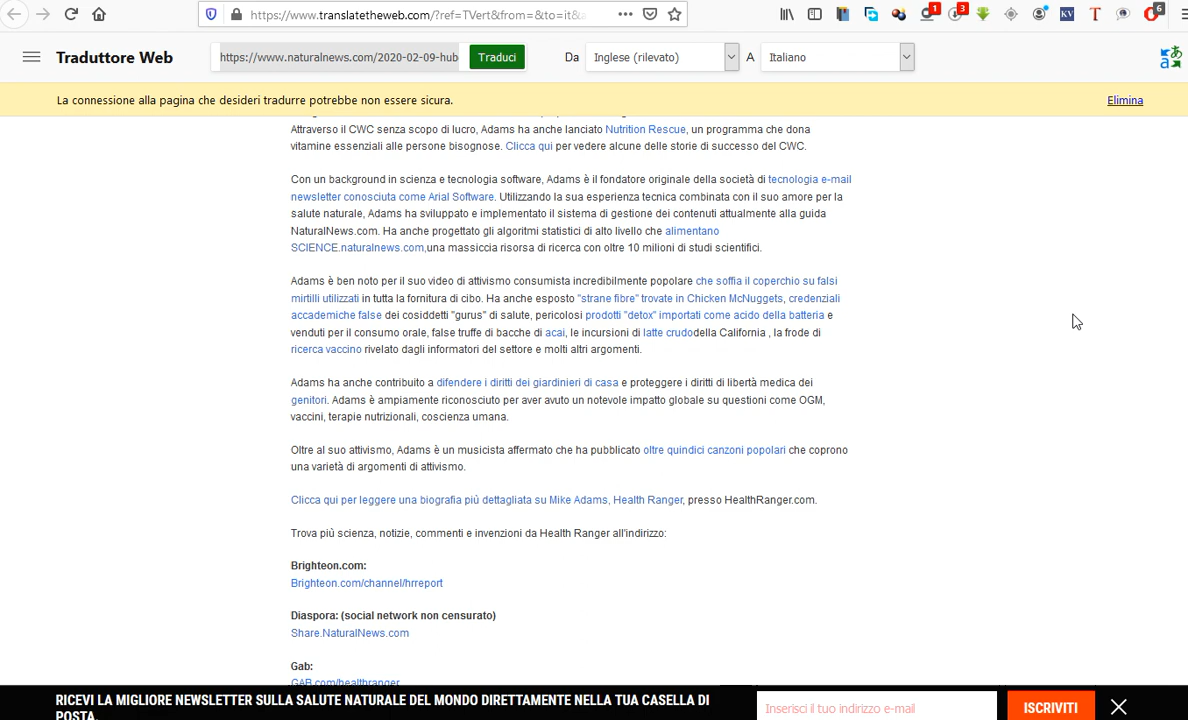 https://www.translatetheweb.com/?ref=TVert&from=&to=it&a
1
3
KV
T
6
Traduttore Web
https://www.naturalnews.com/2020-02-09-hub
Traduci
Da
Inglese (rilevato)
A
Italiano
La connessione alla pagina che desideri tradurre potrebbe non essere sicura.
Elimina
Attraverso il CWC senza scopo di lucro, Adams ha anche lanciato Nutrition Rescue, un programma che dona
vitamine essenziali alle persone bisognose. Clicca qui per vedere alcune delle storie di successo del CWC.
Con un background in scienza e tecnologia software, Adams è il fondatore originale della società di tecnologia e-mail
newsletter conosciuta come Arial Software. Utilizzando la sua esperienza tecnica combinata con il suo amore per la
salute naturale, Adams ha sviluppato e implementato il sistema di gestione dei contenuti attualmente alla guida
NaturalNews.com. Ha anche progettato gli algoritmi statistici di alto livello che alimentano
SCIENCE.naturalnews.com,una massiccia risorsa di ricerca con oltre 10 milioni di studi scientifici.
Adams è ben noto per il suo video di attivismo consumista incredibilmente popolare che soffia il coperchio su falsi
mirtilli utilizzati in tutta la fornitura di cibo. Ha anche esposto "strane fibre" trovate in Chicken McNuggets, credenziali
accademiche false dei cosiddetti "gurus" di salute, pericolosi prodotti "detox" importati come acido della batteria e
venduti per il consumo orale, false truffe di bacche di acai, le incursioni di latte crudodella California , la frode di
ricerca vaccino rivelato dagli informatori del settore e molti altri argomenti.
Adams ha anche contribuito a difendere i diritti dei giardinieri di casa e proteggere i diritti di libertà medica dei
genitori. Adams è ampiamente riconosciuto per aver avuto un notevole impatto globale su questioni come OGM,
vaccini, terapie nutrizionali, coscienza umana.
Oltre al suo attivismo, Adams è un musicista affermato che ha pubblicato oltre quindici canzoni popolari che coprono
una varietà di argomenti di attivismo.
Clicca qui per leggere una biografia più dettagliata su Mike Adams, Health Ranger, presso HealthRanger.com.
Trova più scienza, notizie, commenti e invenzioni da Health Ranger all'indirizzo:
Brighteon.com:
Brighteon.com/channel/hrreport
Diaspora: (social network non censurato)
Share.NaturalNews.com
Gab:
GAB.com/healthranger
RICEVI LA MIGLIORE NEWSLETTER SULLA SALUTE NATURALE DEL MONDO DIRETTAMENTE NELLA TUA CASELLA DI
POSTA.
Inserisci il tuo indirizzo e-mail
ISCRIVITI